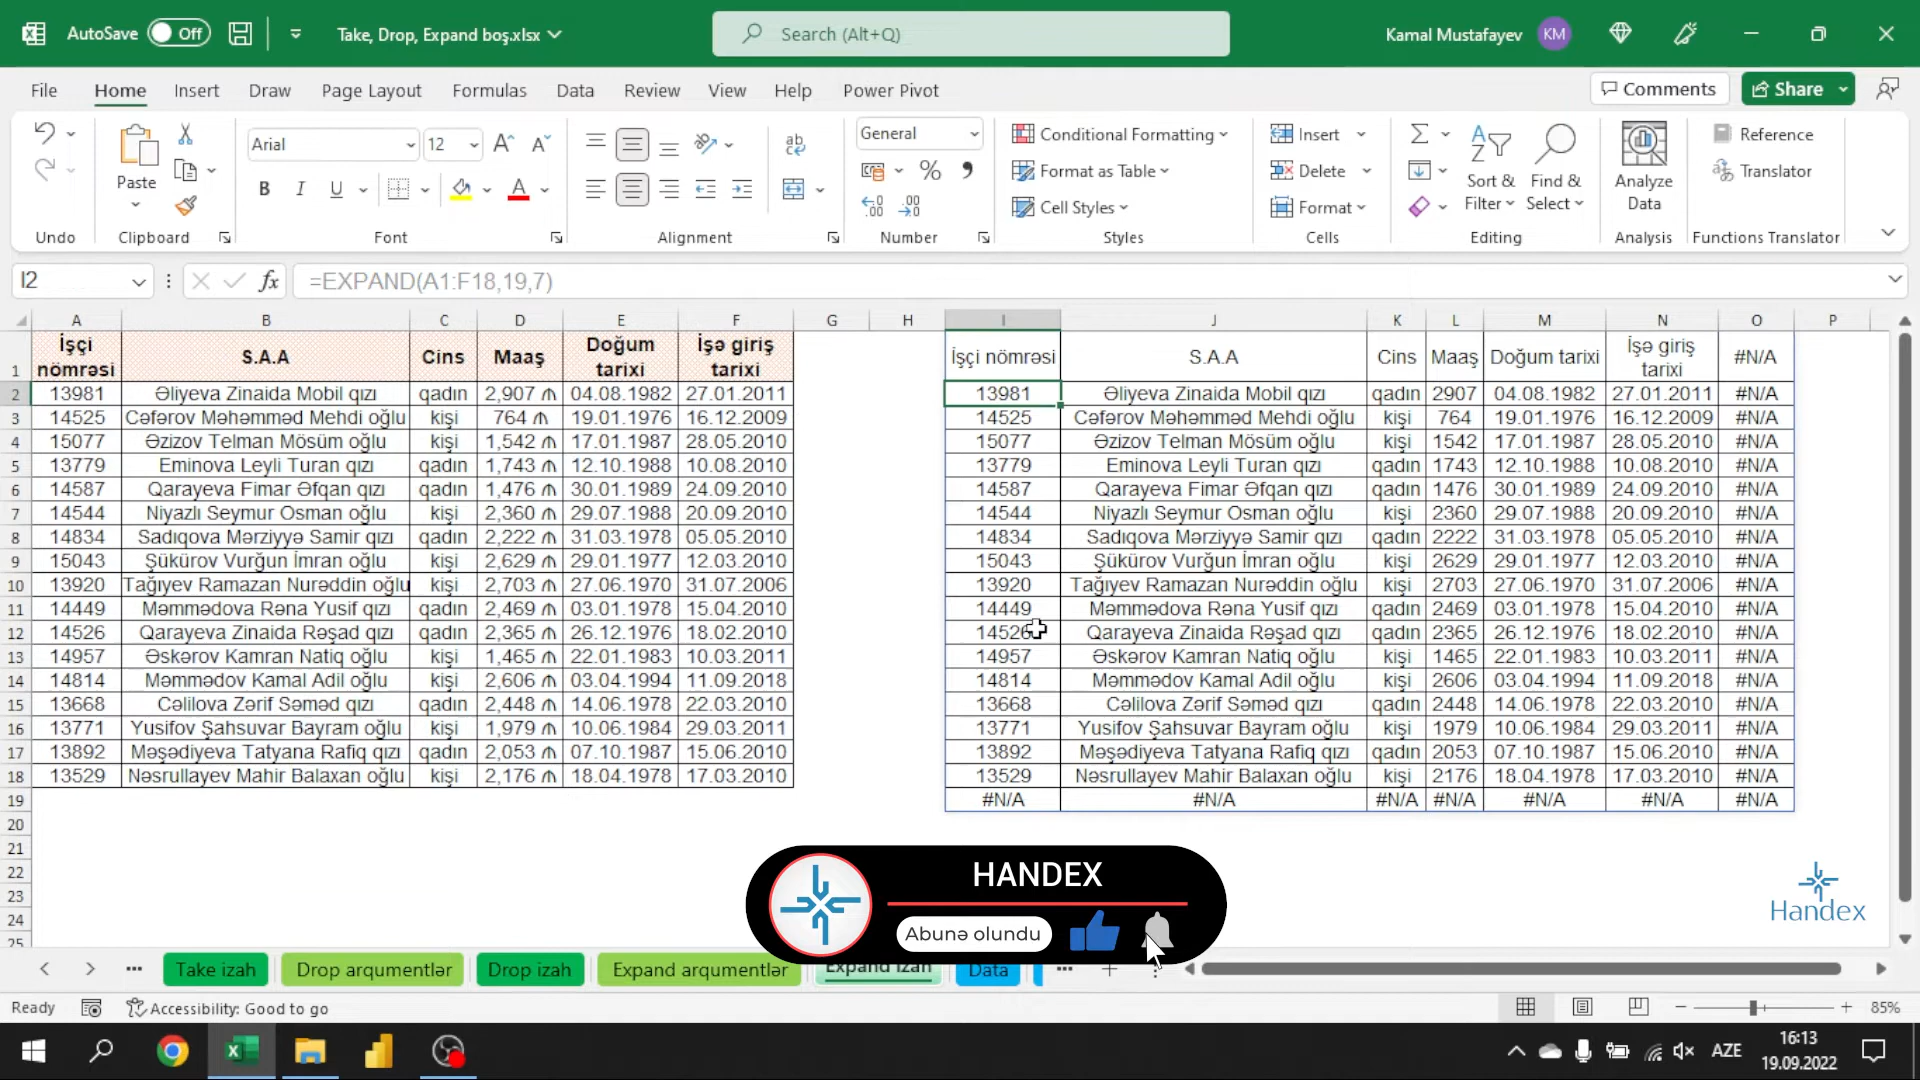 AutoSave Off Take, Drop, Expand boş.xlsx Search (Alt+Q) Kamal Mustafayev KM
File Home Insert Draw Page Layout Formulas Data Review View Help Power Pivot Comments Share
Paste Arial 12 General Conditional Formatting Format as Table Cell Styles Insert Delete Format Sort & Filter Find & Select Analyze Data Reference Translator
Undo Clipboard Font Alignment Number Styles Cells Editing Analysis Functions Translator
I2 fx =EXPAND(A1:F18,19,7)
A B C D E F G H I J K L M N O P
1 İşçi nömrəsi S.A.A Cins Maaş Doğum tarixi İşə giriş tarixi İşçi nömrəsi S.A.A Cins Maaş Doğum tarixi İşə giriş tarixi #N/A
2 13981 Əliyeva Zinaida Mobil qızı qadın 2,907 ₼ 04.08.1982 27.01.2011 13981 Əliyeva Zinaida Mobil qızı qadın 2907 04.08.1982 27.01.2011 #N/A
3 14525 Cəfərov Məhəmməd Mehdi oğlu kişi 764 ₼ 19.01.1976 16.12.2009 14525 Cəfərov Məhəmməd Mehdi oğlu kişi 764 19.01.1976 16.12.2009 #N/A
4 15077 Əzizov Telman Mösüm oğlu kişi 1,542 ₼ 17.01.1987 28.05.2010 15077 Əzizov Telman Mösüm oğlu kişi 1542 17.01.1987 28.05.2010 #N/A
5 13779 Eminova Leyli Turan qızı qadın 1,743 ₼ 12.10.1988 10.08.2010 13779 Eminova Leyli Turan qızı qadın 1743 12.10.1988 10.08.2010 #N/A
6 14587 Qarayeva Fimar Əfqan qızı qadın 1,476 ₼ 30.01.1989 24.09.2010 14587 Qarayeva Fimar Əfqan qızı qadın 1476 30.01.1989 24.09.2010 #N/A
7 14544 Niyazlı Seymur Osman oğlu kişi 2,360 ₼ 29.07.1988 20.09.2010 14544 Niyazlı Seymur Osman oğlu kişi 2360 29.07.1988 20.09.2010 #N/A
8 14834 Sadıqova Mərziyyə Samir qızı qadın 2,222 ₼ 31.03.1978 05.05.2010 14834 Sadıqova Mərziyyə Samir qızı qadın 2222 31.03.1978 05.05.2010 #N/A
9 15043 Şükürov Vurğun İmran oğlu kişi 2,629 ₼ 29.01.1977 12.03.2010 15043 Şükürov Vurğun İmran oğlu kişi 2629 29.01.1977 12.03.2010 #N/A
10 13920 Tağıyev Ramazan Nurəddin oğlu kişi 2,703 ₼ 27.06.1970 31.07.2006 13920 Tağıyev Ramazan Nurəddin oğlu kişi 2703 27.06.1970 31.07.2006 #N/A
11 14449 Məmmədova Rəna Yusif qızı qadın 2,469 ₼ 03.01.1978 15.04.2010 14449 Məmmədova Rəna Yusif qızı qadın 2469 03.01.1978 15.04.2010 #N/A
12 14526 Qarayeva Zinaida Rəşad qızı qadın 2,365 ₼ 26.12.1976 18.02.2010 14526 Qarayeva Zinaida Rəşad qızı qadın 2365 26.12.1976 18.02.2010 #N/A
13 14957 Əskərov Kamran Natiq oğlu kişi 1,465 ₼ 22.01.1983 10.03.2011 14957 Əskərov Kamran Natiq oğlu kişi 1465 22.01.1983 10.03.2011 #N/A
14 14814 Məmmədov Kamal Adil oğlu kişi 2,606 ₼ 03.04.1994 11.09.2018 14814 Məmmədov Kamal Adil oğlu kişi 2606 03.04.1994 11.09.2018 #N/A
15 13668 Cəlilova Zərif Səməd qızı qadın 2,448 ₼ 14.06.1978 22.03.2010 13668 Cəlilova Zərif Səməd qızı qadın 2448 14.06.1978 22.03.2010 #N/A
16 13771 Yusifov Şahsuvar Bayram oğlu kişi 1,979 ₼ 10.06.1984 29.03.2011 13771 Yusifov Şahsuvar Bayram oğlu kişi 1979 10.06.1984 29.03.2011 #N/A
17 13892 Məşədiyeva Tatyana Rafiq qızı qadın 2,053 ₼ 07.10.1987 15.06.2010 13892 Məşədiyeva Tatyana Rafiq qızı qadın 2053 07.10.1987 15.06.2010 #N/A
18 13529 Nəsrullayev Mahir Balaxan oğlu kişi 2,176 ₼ 18.04.1978 17.03.2010 13529 Nəsrullayev Mahir Balaxan oğlu kişi 2176 18.04.1978 17.03.2010 #N/A
19 #N/A #N/A #N/A #N/A #N/A #N/A #N/A
20
21
22
23
24
25
HANDEX
Abunə olundu
Handex
Take izah Drop arqumentlər Drop izah Expand arqumentlər Expand izah Data
Ready Accessibility: Good to go 85%
AZE 16:13
19.09.2022